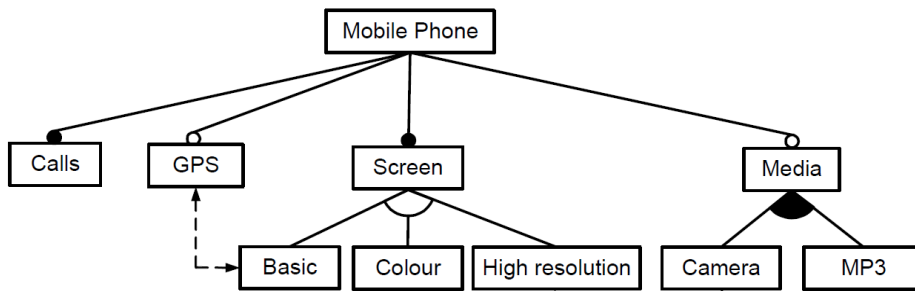 Mobile Phone
Calls
GPS
Screen
Media
Basic
Colour
High resolution
Camera
MP3